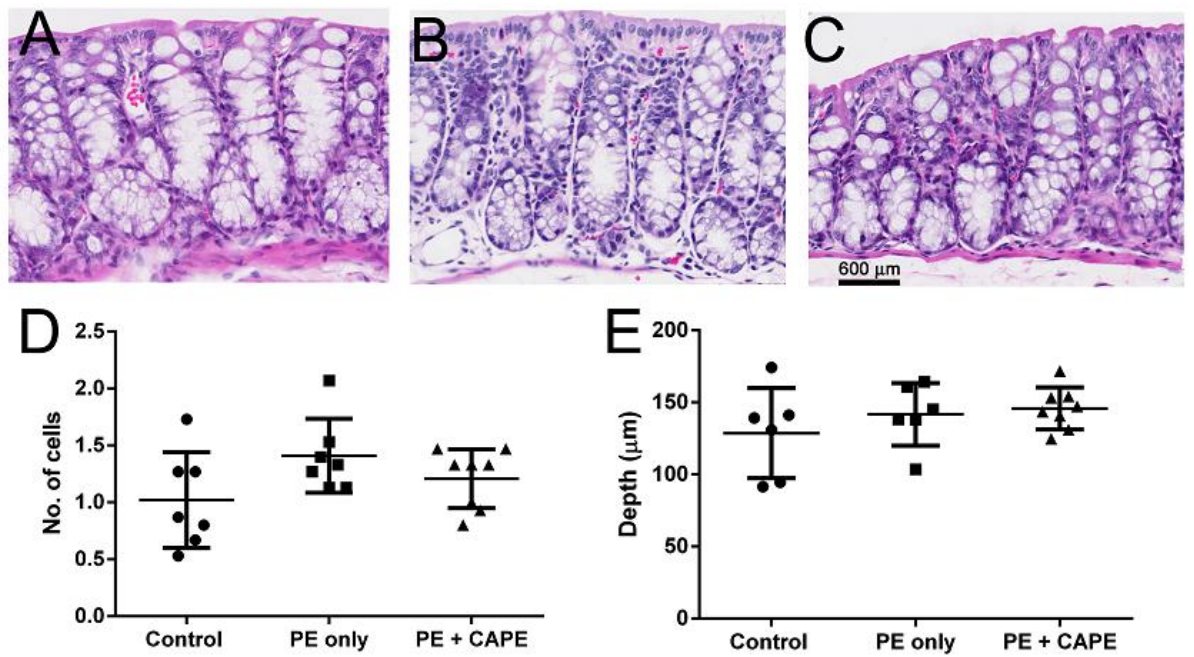 A B C
600 µm
D
No. of cells
2.5
2.0
1.5
1.0
0.5
0.0
Control PE only PE + CAPE
E
Depth (µm)
200
150
100
50
0
Control PE only PE + CAPE